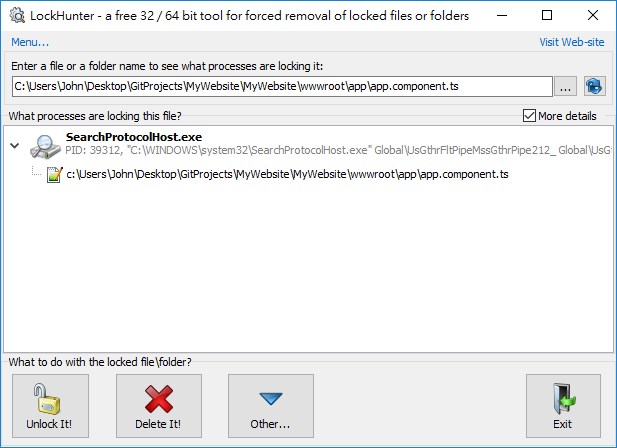 LockHunter - a free 32 / 64 bit tool for forced removal of locked files or folders
Menu... Visit Web-site
Enter a file or a folder name to see what processes are locking it:
C:\Users\John\Desktop\GitProjects\MyWebsite\MyWebsite\wwwroot\app\app.component.ts ...
What processes are locking this file? More details
SearchProtocolHost.exe
PID: 39312, "C:\WINDOWS\system32\SearchProtocolHost.exe" Global\UsGthrFltPipeMssGthrPipe212_ Global\UsGt
c:\Users\John\Desktop\GitProjects\MyWebsite\MyWebsite\wwwroot\app\app.component.ts
What to do with the locked file\folder?
Unlock It! Delete It! Other... Exit